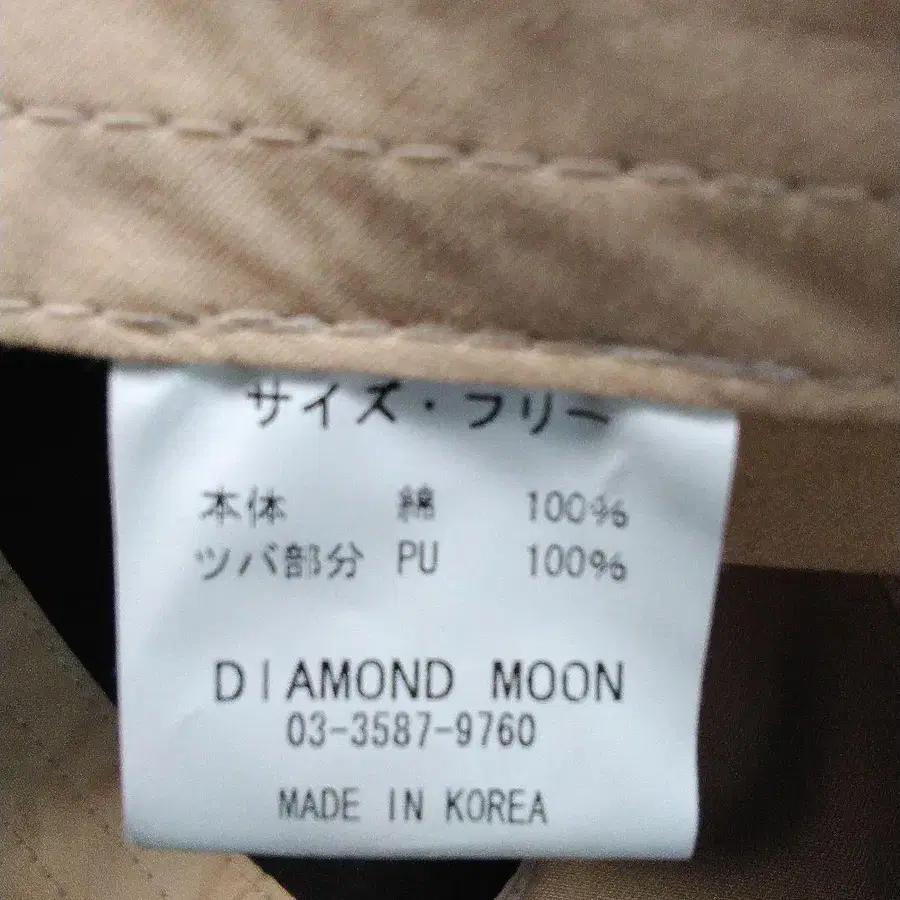 サイズ・フリー
本体 綿 100%
ツバ部分 PU 100%
DIAMOND MOON
03-3587-9760
MADE IN KOREA